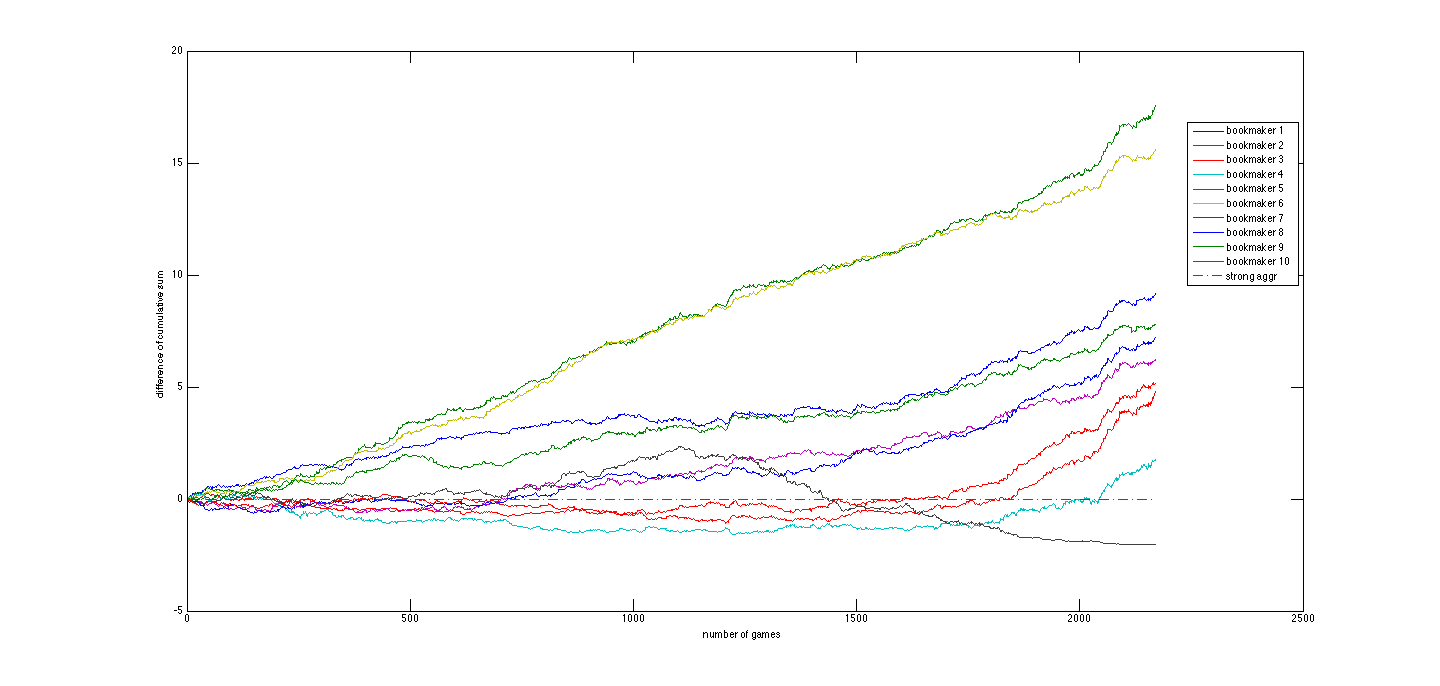 20
15
10
5
0
-5
0 500 1000 1500 2000 2500
difference of cumulative sum
number of games
bookmaker 1
bookmaker 2
bookmaker 3
bookmaker 4
bookmaker 5
bookmaker 6
bookmaker 7
bookmaker 8
bookmaker 9
bookmaker 10
strong aggr